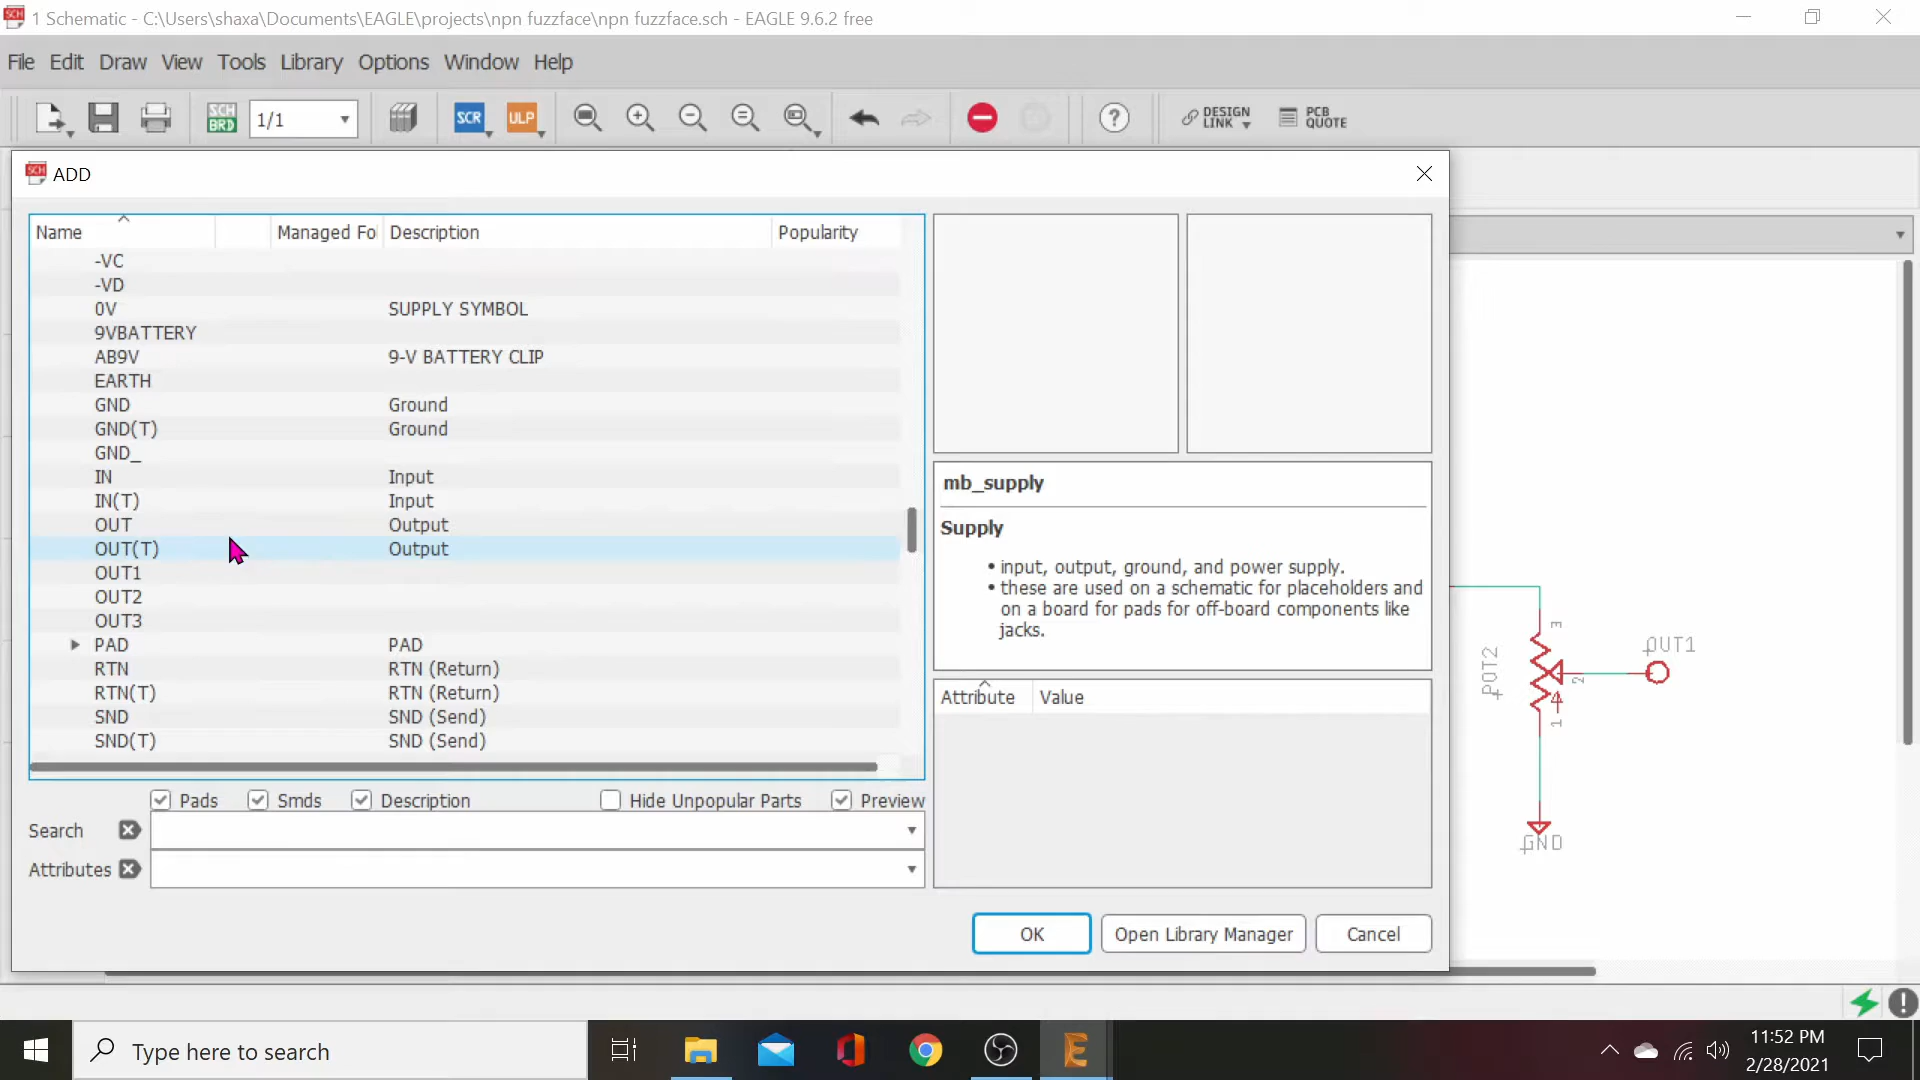 1 Schematic - C:\Users\shaxa\Documents\EAGLE\projects\npn fuzzface\npn fuzzface.sch - EAGLE 9.6.2 free
File Edit Draw View Tools Library Options Window Help
SCH BRD 1/1 SCR ULP DESIGN LINK PCB QUOTE
ADD
Name Managed Fo Description Popularity
-VC
-VD
0V SUPPLY SYMBOL
9VBATTERY
AB9V 9-V BATTERY CLIP
EARTH
GND Ground
GND(T) Ground
GND_
IN Input
IN(T) Input
OUT Output
OUT(T) Output
OUT1
OUT2
OUT3
PAD PAD
RTN RTN (Return)
RTN(T) RTN (Return)
SND SND (Send)
SND(T) SND (Send)
Pads Smds Description Hide Unpopular Parts Preview
Search
Attributes
mb_supply
Supply
• input, output, ground, and power supply.
• these are used on a schematic for placeholders and
on a board for pads for off-board components like
jacks.
Attribute Value
OK Open Library Manager Cancel
POT2
3
2
1
OUT1
GND
Type here to search
11:52 PM
2/28/2021